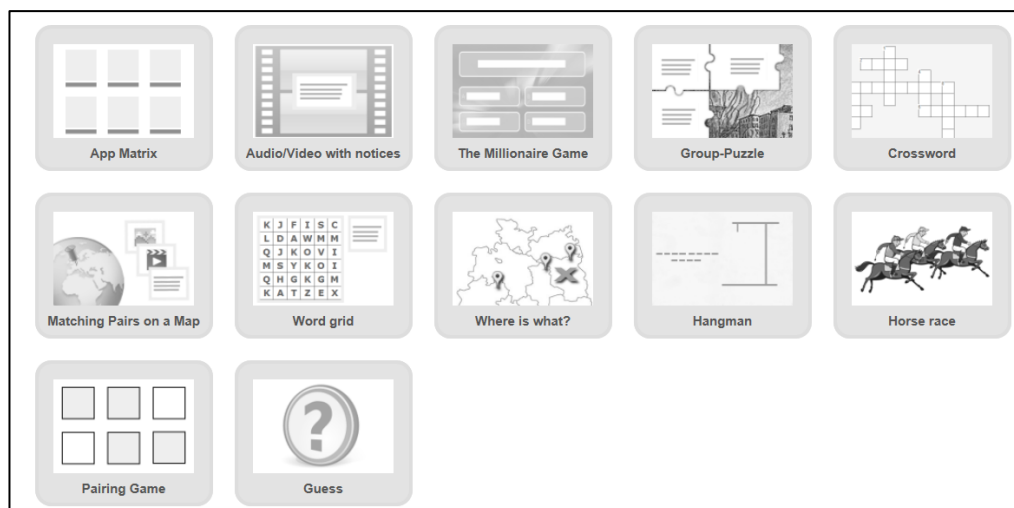 App Matrix
Audio/Video with notices
The Millionaire Game
Group-Puzzle
Crossword
K J F I S C
L D A W M M
Q J K O V I
M S Y K O I
Q H G K G M
K A T Z E X
Matching Pairs on a Map
Word grid
Where is what?
Hangman
Horse race
?
Pairing Game
Guess